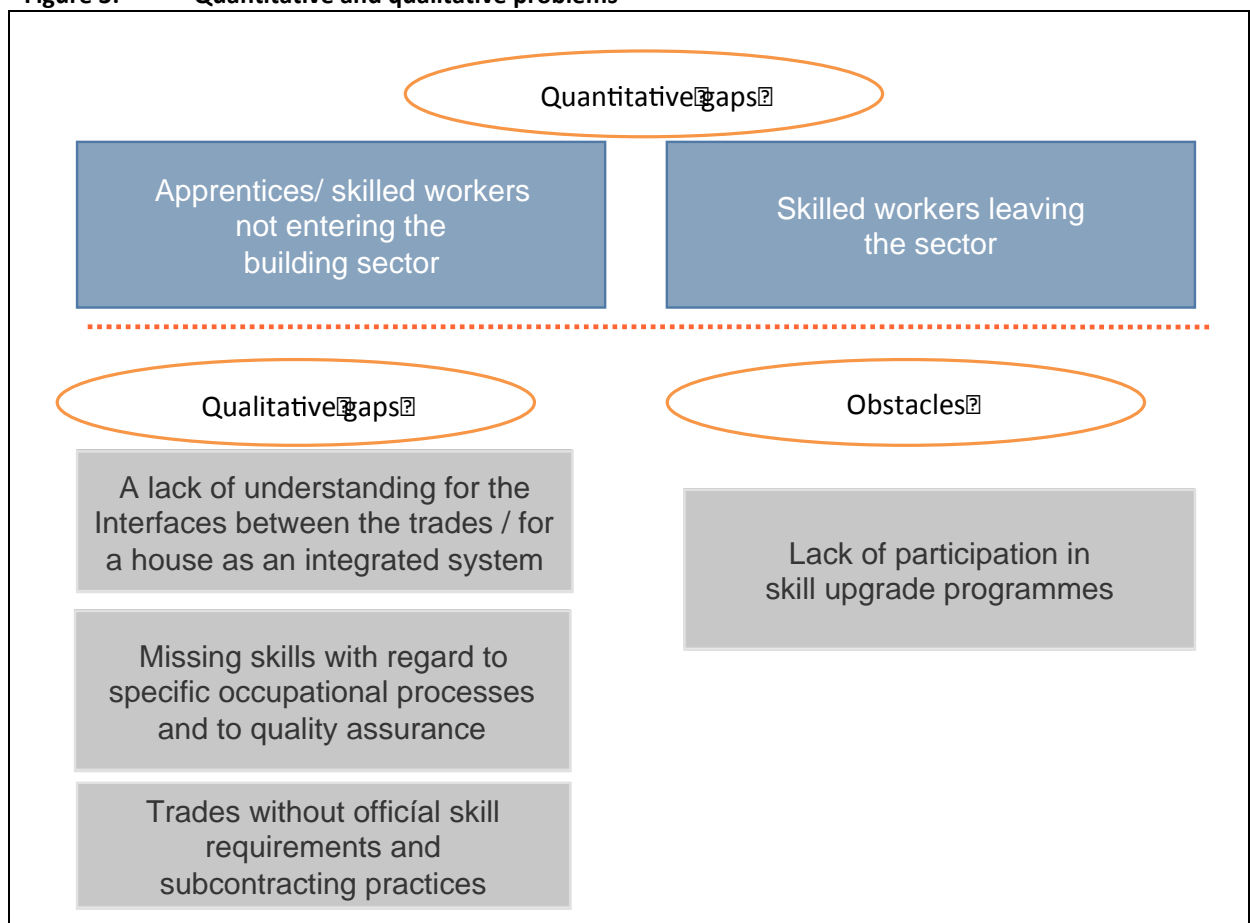 Figure 3. Quantitative and qualitative problems
Quantitative gaps
Apprentices/ skilled workers
not entering the
building sector
Skilled workers leaving
the sector
Qualitative gaps
A lack of understanding for the
Interfaces between the trades / for
a house as an integrated system
Missing skills with regard to
specific occupational processes
and to quality assurance
Trades without officíal skill
requirements and
subcontracting practices
Obstacles
Lack of participation in
skill upgrade programmes